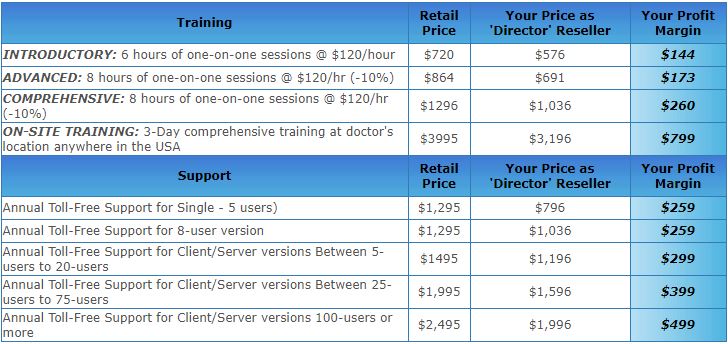 Training
Retail
Price
Your Price as
'Director' Reseller
Your Profit
Margin
INTRODUCTORY: 6 hours of one-on-one sessions @ $120/hour
$720
$576
$144
ADVANCED: 8 hours of one-on-one sessions @ $120/hr (-10%)
$864
$691
$173
COMPREHENSIVE: 8 hours of one-on-one sessions @ $120/hr
(-10%)
$1296
$1,036
$260
ON-SITE TRAINING: 3-Day comprehensive training at doctor's
location anywhere in the USA
$3995
$3,196
$799
Support
Retail
Price
Your Price as
'Director' Reseller
Your Profit
Margin
Annual Toll-Free Support for Single - 5 users)
$1,295
$796
$259
Annual Toll-Free Support for 8-user version
$1,295
$1,036
$259
Annual Toll-Free Support for Client/Server versions Between 5-
users to 20-users
$1495
$1,196
$299
Annual Toll-Free Support for Client/Server versions Between 25-
users to 75-users
$1,995
$1,596
$399
Annual Toll-Free Support for Client/Server versions 100-users or
more
$2,495
$1,996
$499